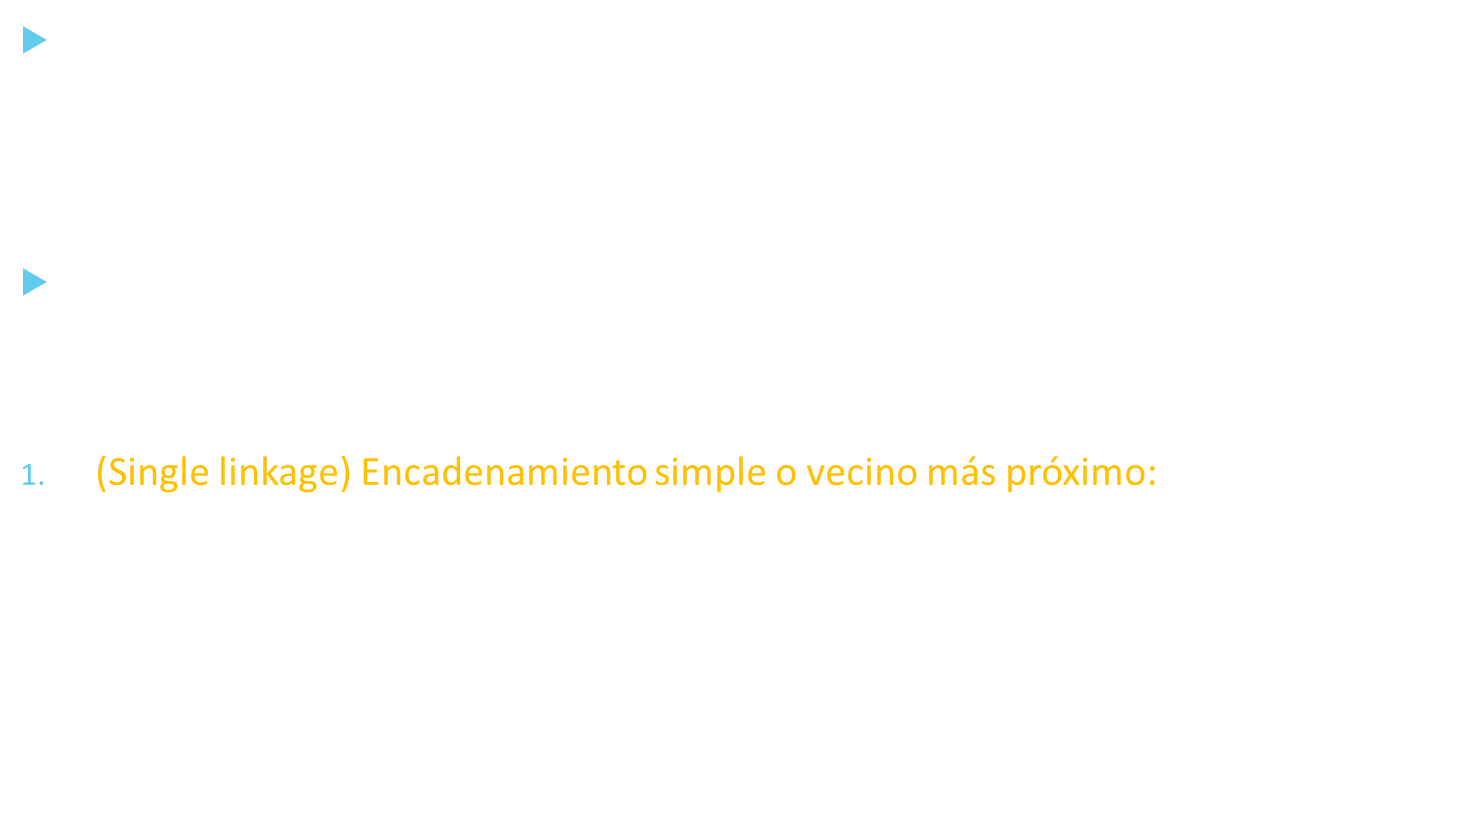 1. (Single linkage) Encadenamiento simple o vecino más próximo: